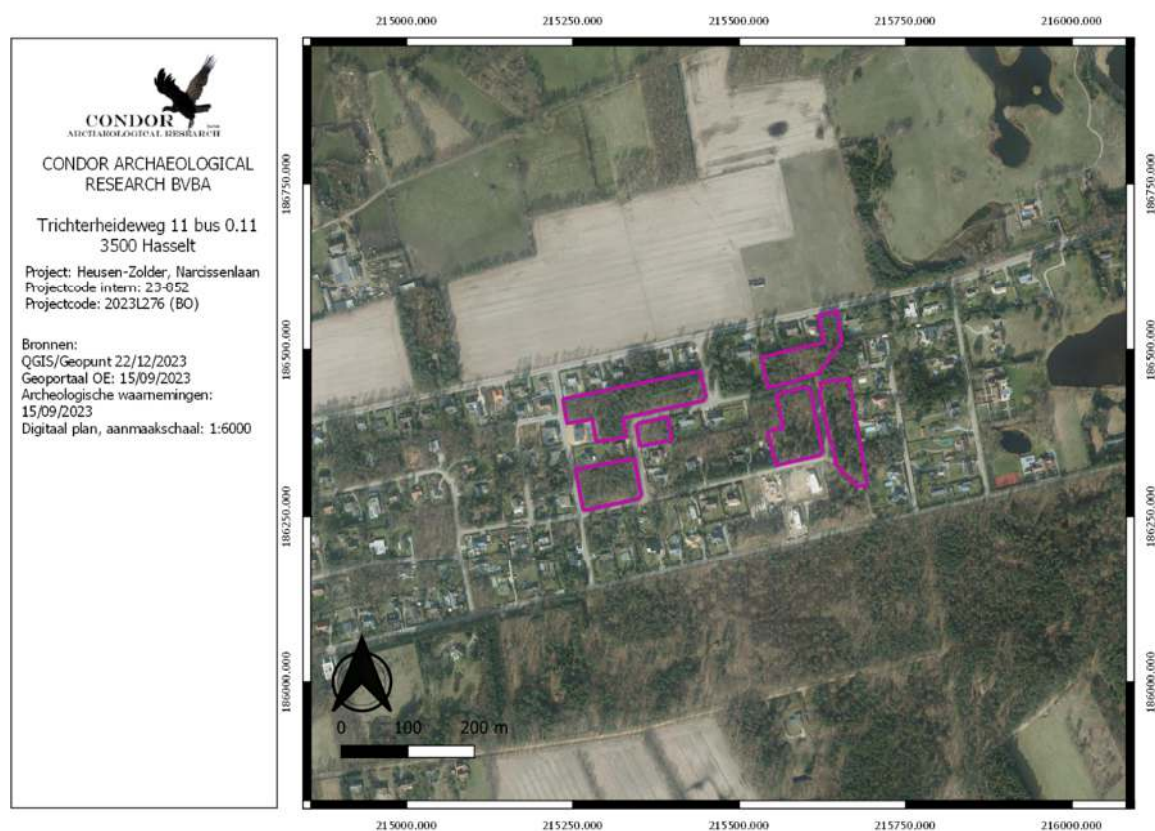 215000.000 215250.000 215500.000 215750.000 216000.000
CONDOR
ARCHAEOLOGICAL RESEARCH
CONDOR ARCHAEOLOGICAL
RESEARCH BVBA
Trichterheideweg 11 bus 0.11
3500 Hasselt
Project: Heusen-Zolder, Narcissenlaan
Projectcode intern: 23-052
Projectcode: 2023L276 (BO)
Bronnen:
QGIS/Geopunt 22/12/2023
Geoportaal OE: 15/09/2023
Archeologische waarnemingen:
15/09/2023
Digitaal plan, aanmaakschaal: 1:6000
186750.000 186750.000
186500.000 186500.000
186250.000 186250.000
186000.000 186000.000
0 100 200 m
215000.000 215250.000 215500.000 215750.000 216000.000